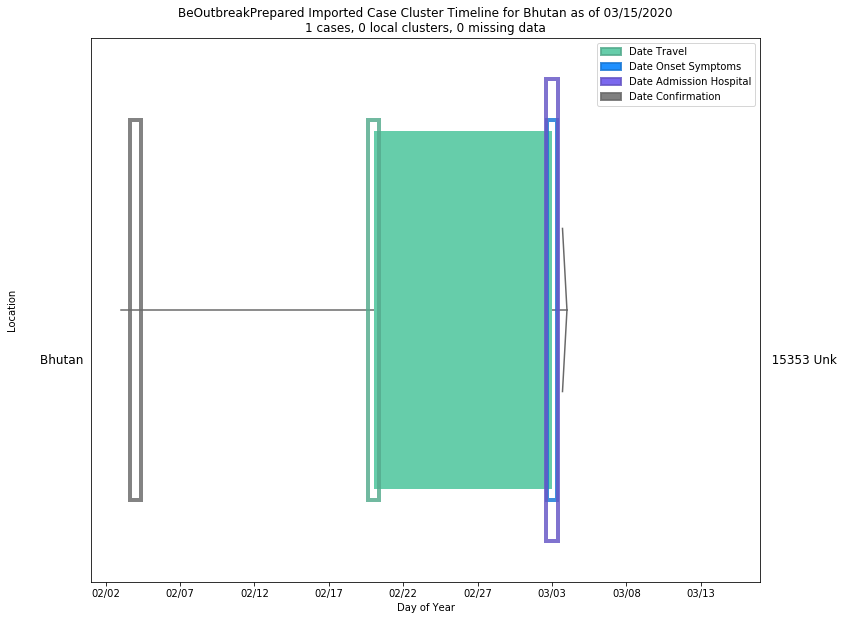 BeOutbreakPrepared Imported Case Cluster Timeline for Bhutan as of 03/15/2020
1 cases, 0 local clusters, 0 missing data
Date Travel
Date Onset Symptoms
Date Admission Hospital
Date Confirmation
Location
Bhutan
15353 Unk
02/02 02/07 02/12 02/17 02/22 02/27 03/03 03/08 03/13
Day of Year